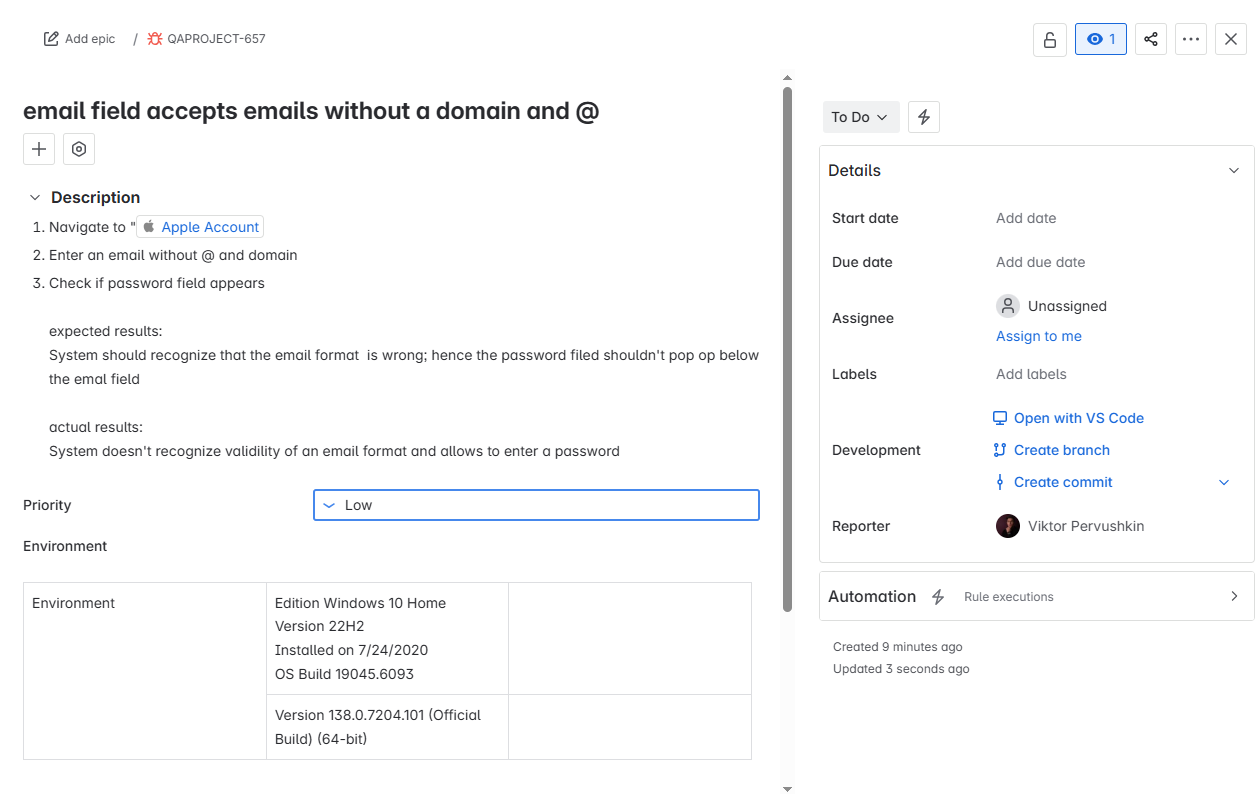 Add epic / QAPROJECT-657
1
email field accepts emails without a domain and @
Description
1. Navigate to " Apple Account
2. Enter an email without @ and domain
3. Check if password field appears
expected results:
System should recognize that the email format  is wrong; hence the password filed shouldn't pop op below
the emal field
actual results:
System doesn't recognize validility of an email format and allows to enter a password
Priority
Low
Environment
Environment
Edition Windows 10 Home
Version 22H2
Installed on 7/24/2020
OS Build 19045.6093
Version 138.0.7204.101 (Official
Build) (64-bit)
To Do
Details
Start date
Add date
Due date
Add due date
Assignee
Unassigned
Assign to me
Labels
Add labels
Development
Open with VS Code
Create branch
Create commit
Reporter
Viktor Pervushkin
Automation
Rule executions
Created 9 minutes ago
Updated 3 seconds ago